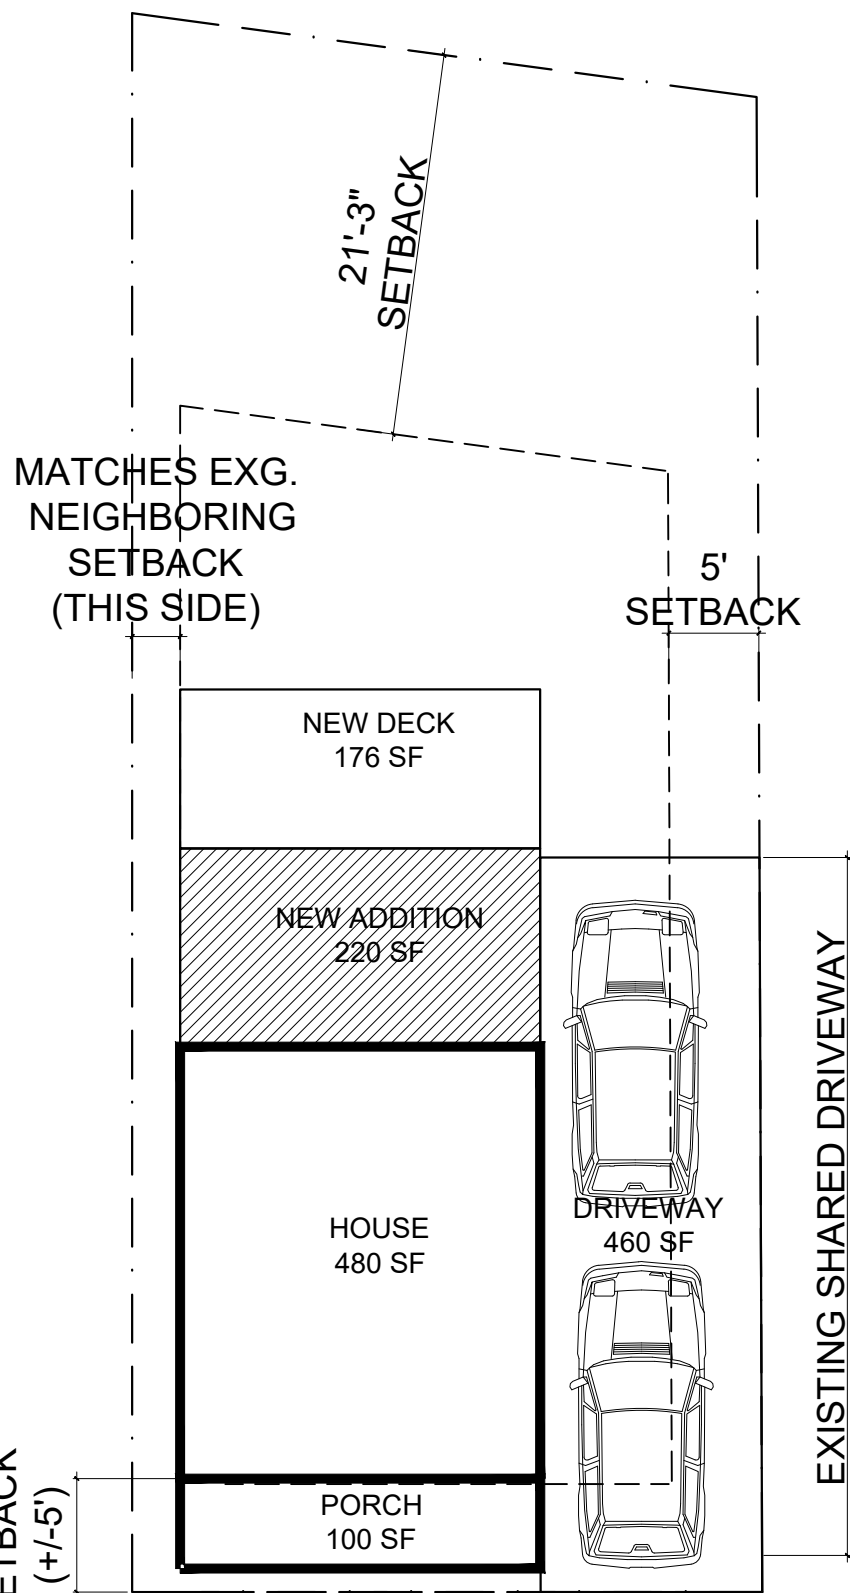 21'-3"
SETBACK
MATCHES EXG.
NEIGHBORING
SETBACK
(THIS SIDE)
5'
SETBACK
NEW DECK
176 SF
NEW ADDITION
220 SF
HOUSE
480 SF
DRIVEWAY
460 SF
EXISTING SHARED DRIVEWAY
PORCH
100 SF
(+/-5')